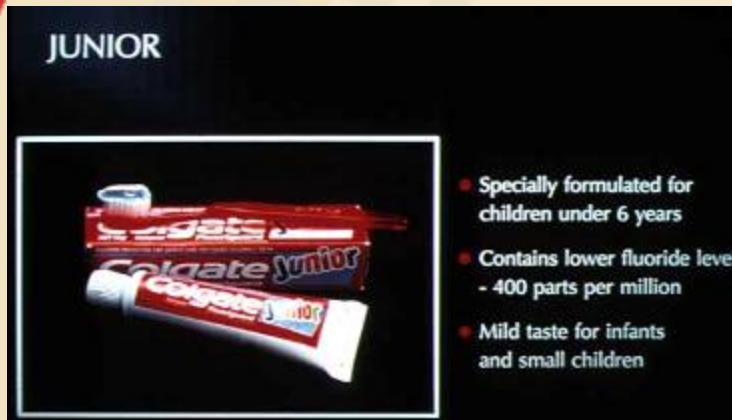 JUNIOR
Colgate
Colgate Junior
Colgate Junior
Specially formulated for
children under 6 years
Contains lower fluoride leve
- 400 parts per million
Mild taste for infants
and small children